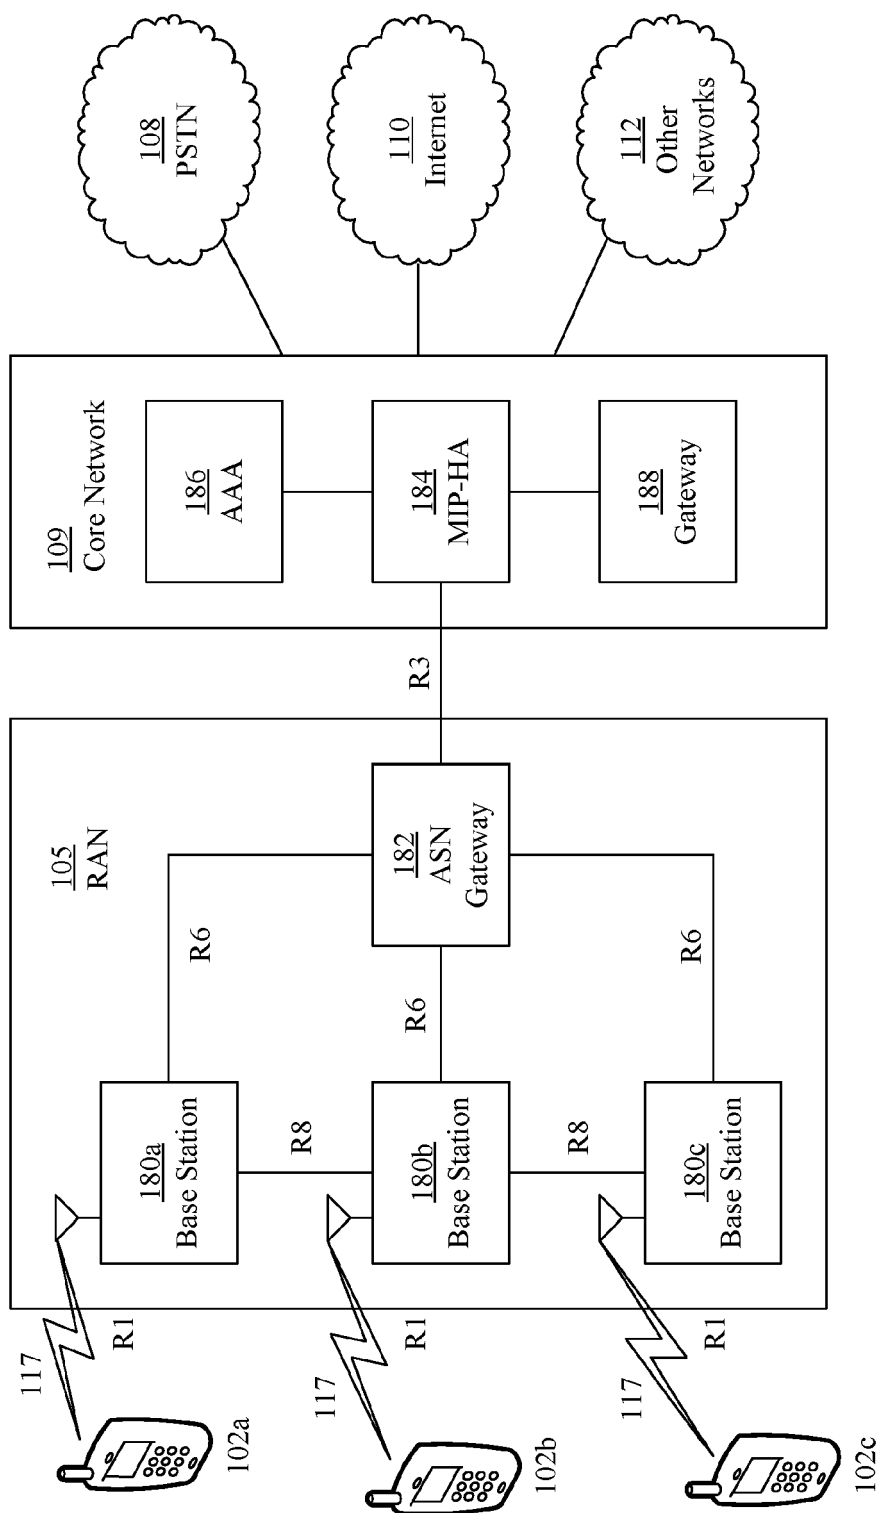 117
R1
102a
117
R1
102b
117
R1
102c
105
RAN
180a
Base Station
R8
180b
Base Station
R8
180c
Base Station
R6
R6
R6
182
ASN
Gateway
R3
109
Core Network
186
AAA
184
MIP-HA
188
Gateway
108
PSTN
110
Internet
112
Other
Networks